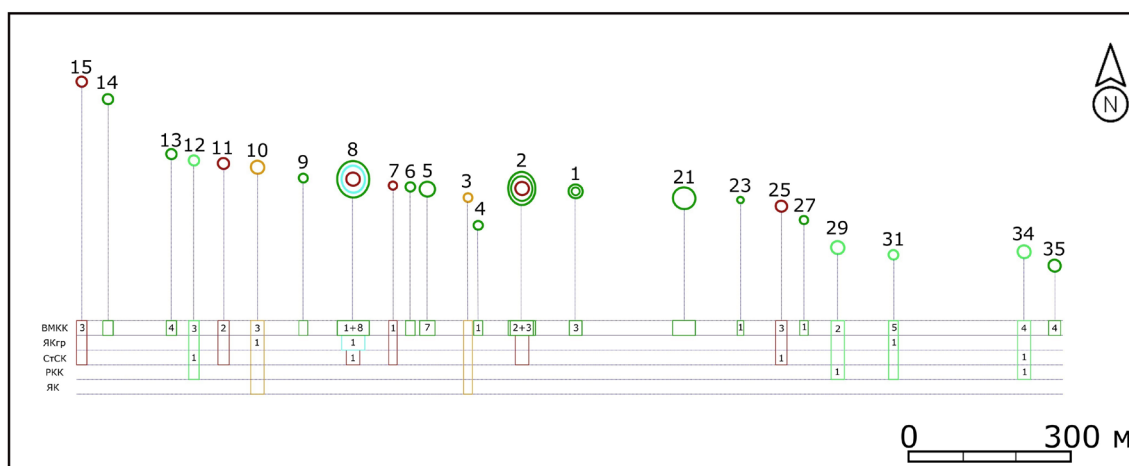 15
14
13 12 11 10 9 8 7 6 5 3 4 2 1 21 23 25 27 29 31 34 35
N
ВМКК 3 4 3 2 3 1+8 1 7 1 2+3 3 1 3 1 2 5 4 4
ЯКгр 1 1 1
СтСК 1 1 1 1
РКК 1 1
ЯК
0 300 м